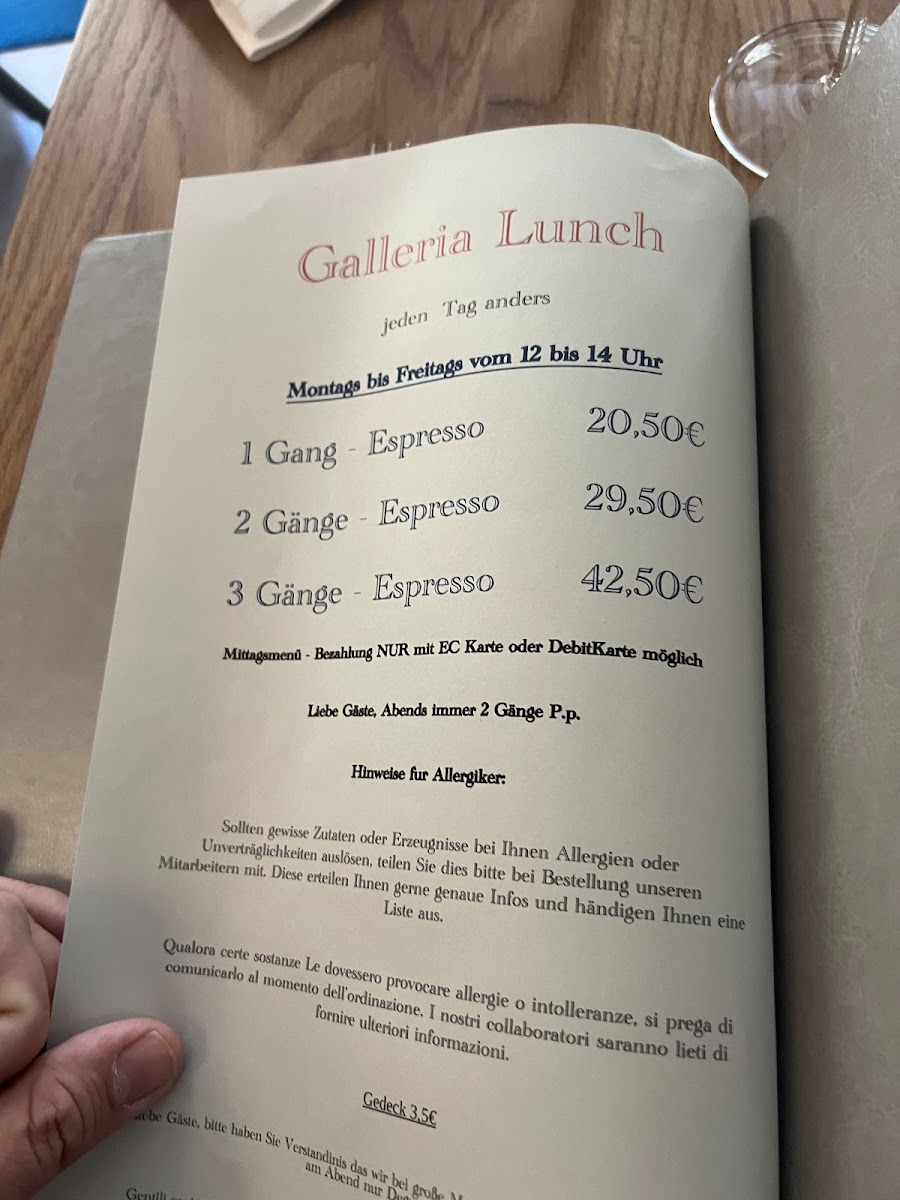 Galleria Lunch
jeden Tag anders
Montags bis Freitags vom 12 bis 14 Uhr
1 Gang - Espresso 20,50€
2 Gänge - Espresso 29,50€
3 Gänge - Espresso 42,50€
Mittagsmenü - Bezahlung NUR mit EC Karte oder DebitKarte möglich
Liebe Gäste, Abends immer 2 Gänge P.p.
Hinweise fur Allergiker:
Sollten gewisse Zutaten oder Erzeugnisse bei Ihnen Allergien oder
Unverträglichkeiten auslösen, teilen Sie dies bitte bei Bestellung unseren
Mitarbeitern mit. Diese erteilen Ihnen gerne genaue Infos und händigen Ihnen eine
Liste aus.
Qualora certe sostanze Le dovessero provocare allergie o intolleranze, si prega di
comunicarlo al momento dell'ordinazione. I nostri collaboratori saranno lieti di
fornire ulteriori informazioni.
Gedeck 3,5€
Gäste, bitte haben Sie Verstandinis das wir bei große
am Abend nur